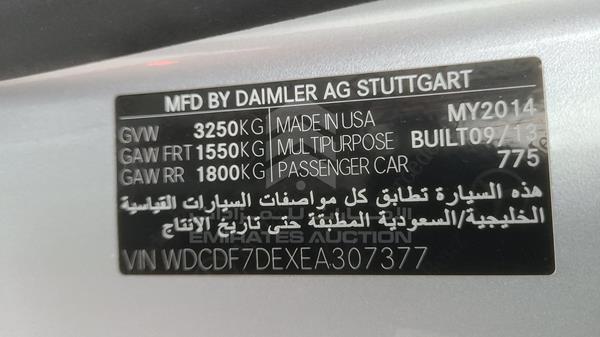 MFD BY DAIMLER AG STUTTGART
GVW 3250KG MADE IN USA MY2014
GAW FRT 1550KG MULTIPURPOSE BUILT09/13
GAW RR 1800KG PASSENGER CAR 775
هذه السيارة تطابق كل مواصفات السيارات القياسية
الخليجية/السعودية المطبقة حتى تاريخ الإنتاج
الإمارات للمزادات
EMIRATES AUCTION
VIN WDCDF7DEXEA307377